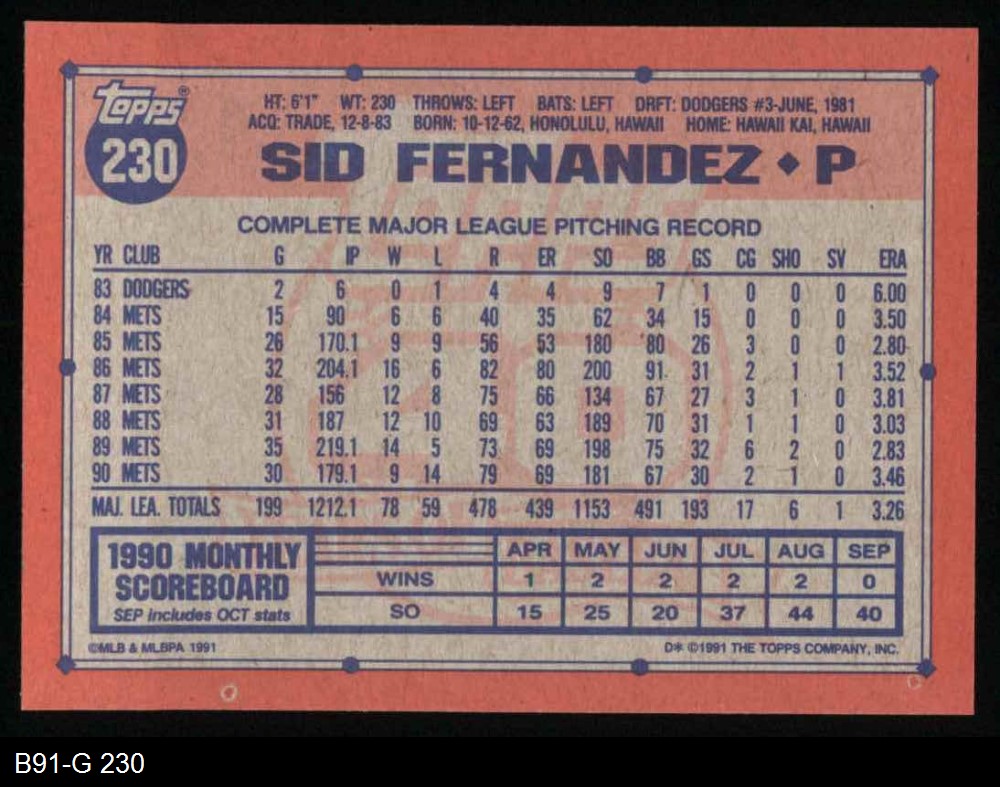 Topps®
230
HT: 6'1" WT: 230 THROWS: LEFT BATS: LEFT DRFT: DODGERS #3-JUNE, 1981
ACQ: TRADE, 12-8-83 BORN: 10-12-62, HONOLULU, HAWAII HOME: HAWAII KAI, HAWAII
SID FERNANDEZ ◆ P
COMPLETE MAJOR LEAGUE PITCHING RECORD
YR CLUB G IP W L R ER SO BB GS CG SHO SV ERA
83 DODGERS 2 6 0 1 4 4 9 7 1 0 0 0 6.00
84 METS 15 90 6 6 40 35 62 34 15 0 0 0 3.50
85 METS 26 170.1 9 9 56 53 180 80 26 3 0 0 2.80
86 METS 32 204.1 16 6 82 80 200 91 31 2 1 1 3.52
87 METS 28 156 12 8 75 66 134 67 27 3 1 0 3.81
88 METS 31 187 12 10 69 63 189 70 31 1 1 0 3.03
89 METS 35 219.1 14 5 73 69 198 75 32 6 2 0 2.83
90 METS 30 179.1 9 14 79 69 181 67 30 2 1 0 3.46
MAJ. LEA. TOTALS 199 1212.1 78 59 478 439 1153 491 193 17 6 1 3.26
1990 MONTHLY SCOREBOARD
SEP includes OCT stats
APR MAY JUN JUL AUG SEP
WINS 1 2 2 2 2 0
SO 15 25 20 37 44 40
©MLB & MLBPA 1991
D* ©1991 THE TOPPS COMPANY, INC.
B91-G 230